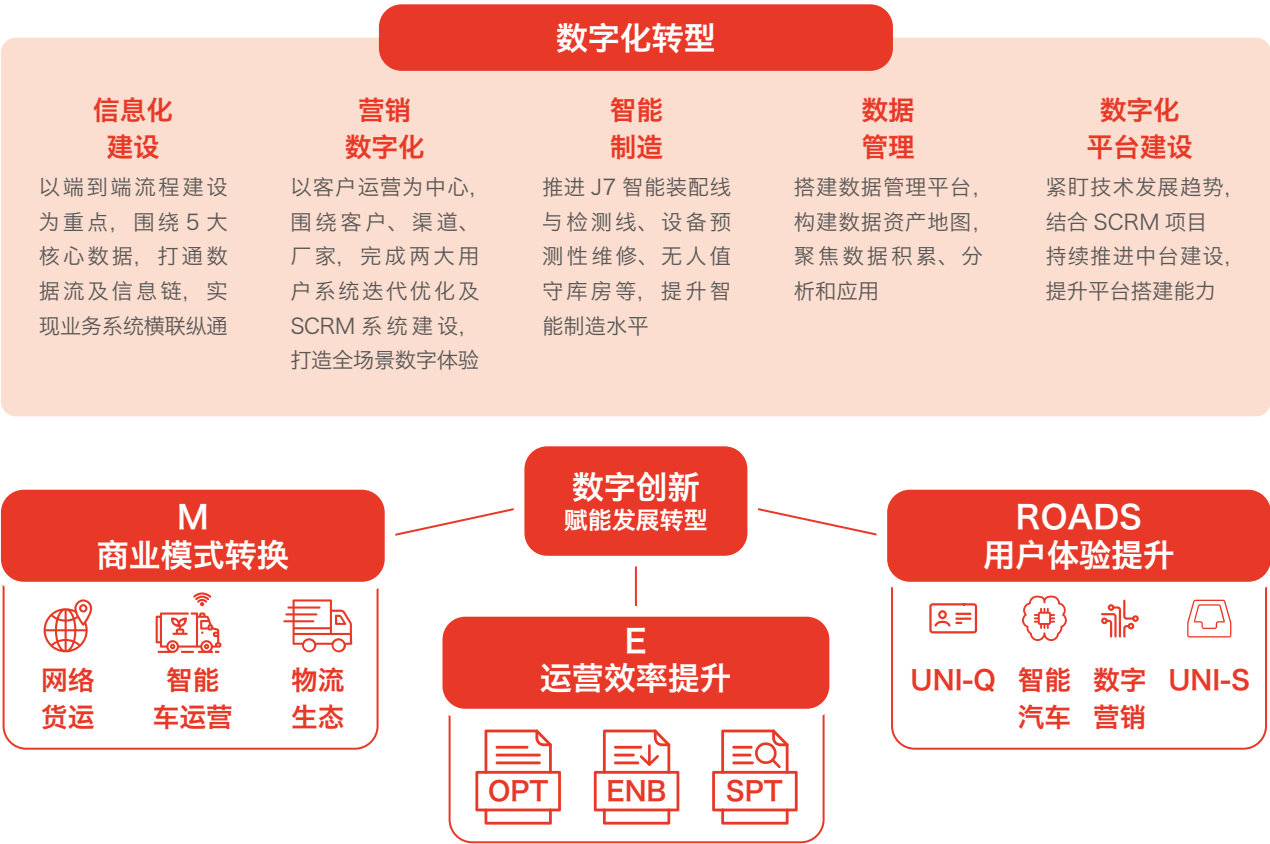 数字化转型
信息化
建设
以端到端流程建设
为重点，围绕 5 大
核心数据，打通数
据流及信息链，实
现业务系统横联纵通
营销
数字化
以客户运营为中心，
围绕客户、渠道、
厂家，完成两大用
户系统迭代优化及
SCRM 系统建设，
打造全场景数字体验
智能
制造
推进 J7 智能装配线
与检测线、设备预
测性维修、无人值
守库房等，提升智
能制造水平
数据
管理
搭建数据管理平台，
构建数据资产地图，
聚焦数据积累、分
析和应用
数字化
平台建设
紧盯技术发展趋势，
结合 SCRM 项目
持续推进中台建设，
提升平台搭建能力
数字创新
赋能发展转型
M
商业模式转换
网络
货运
智能
车运营
物流
生态
E
运营效率提升
OPT
ENB
SPT
ROADS
用户体验提升
UNI-Q
智能
汽车
数字
营销
UNI-S